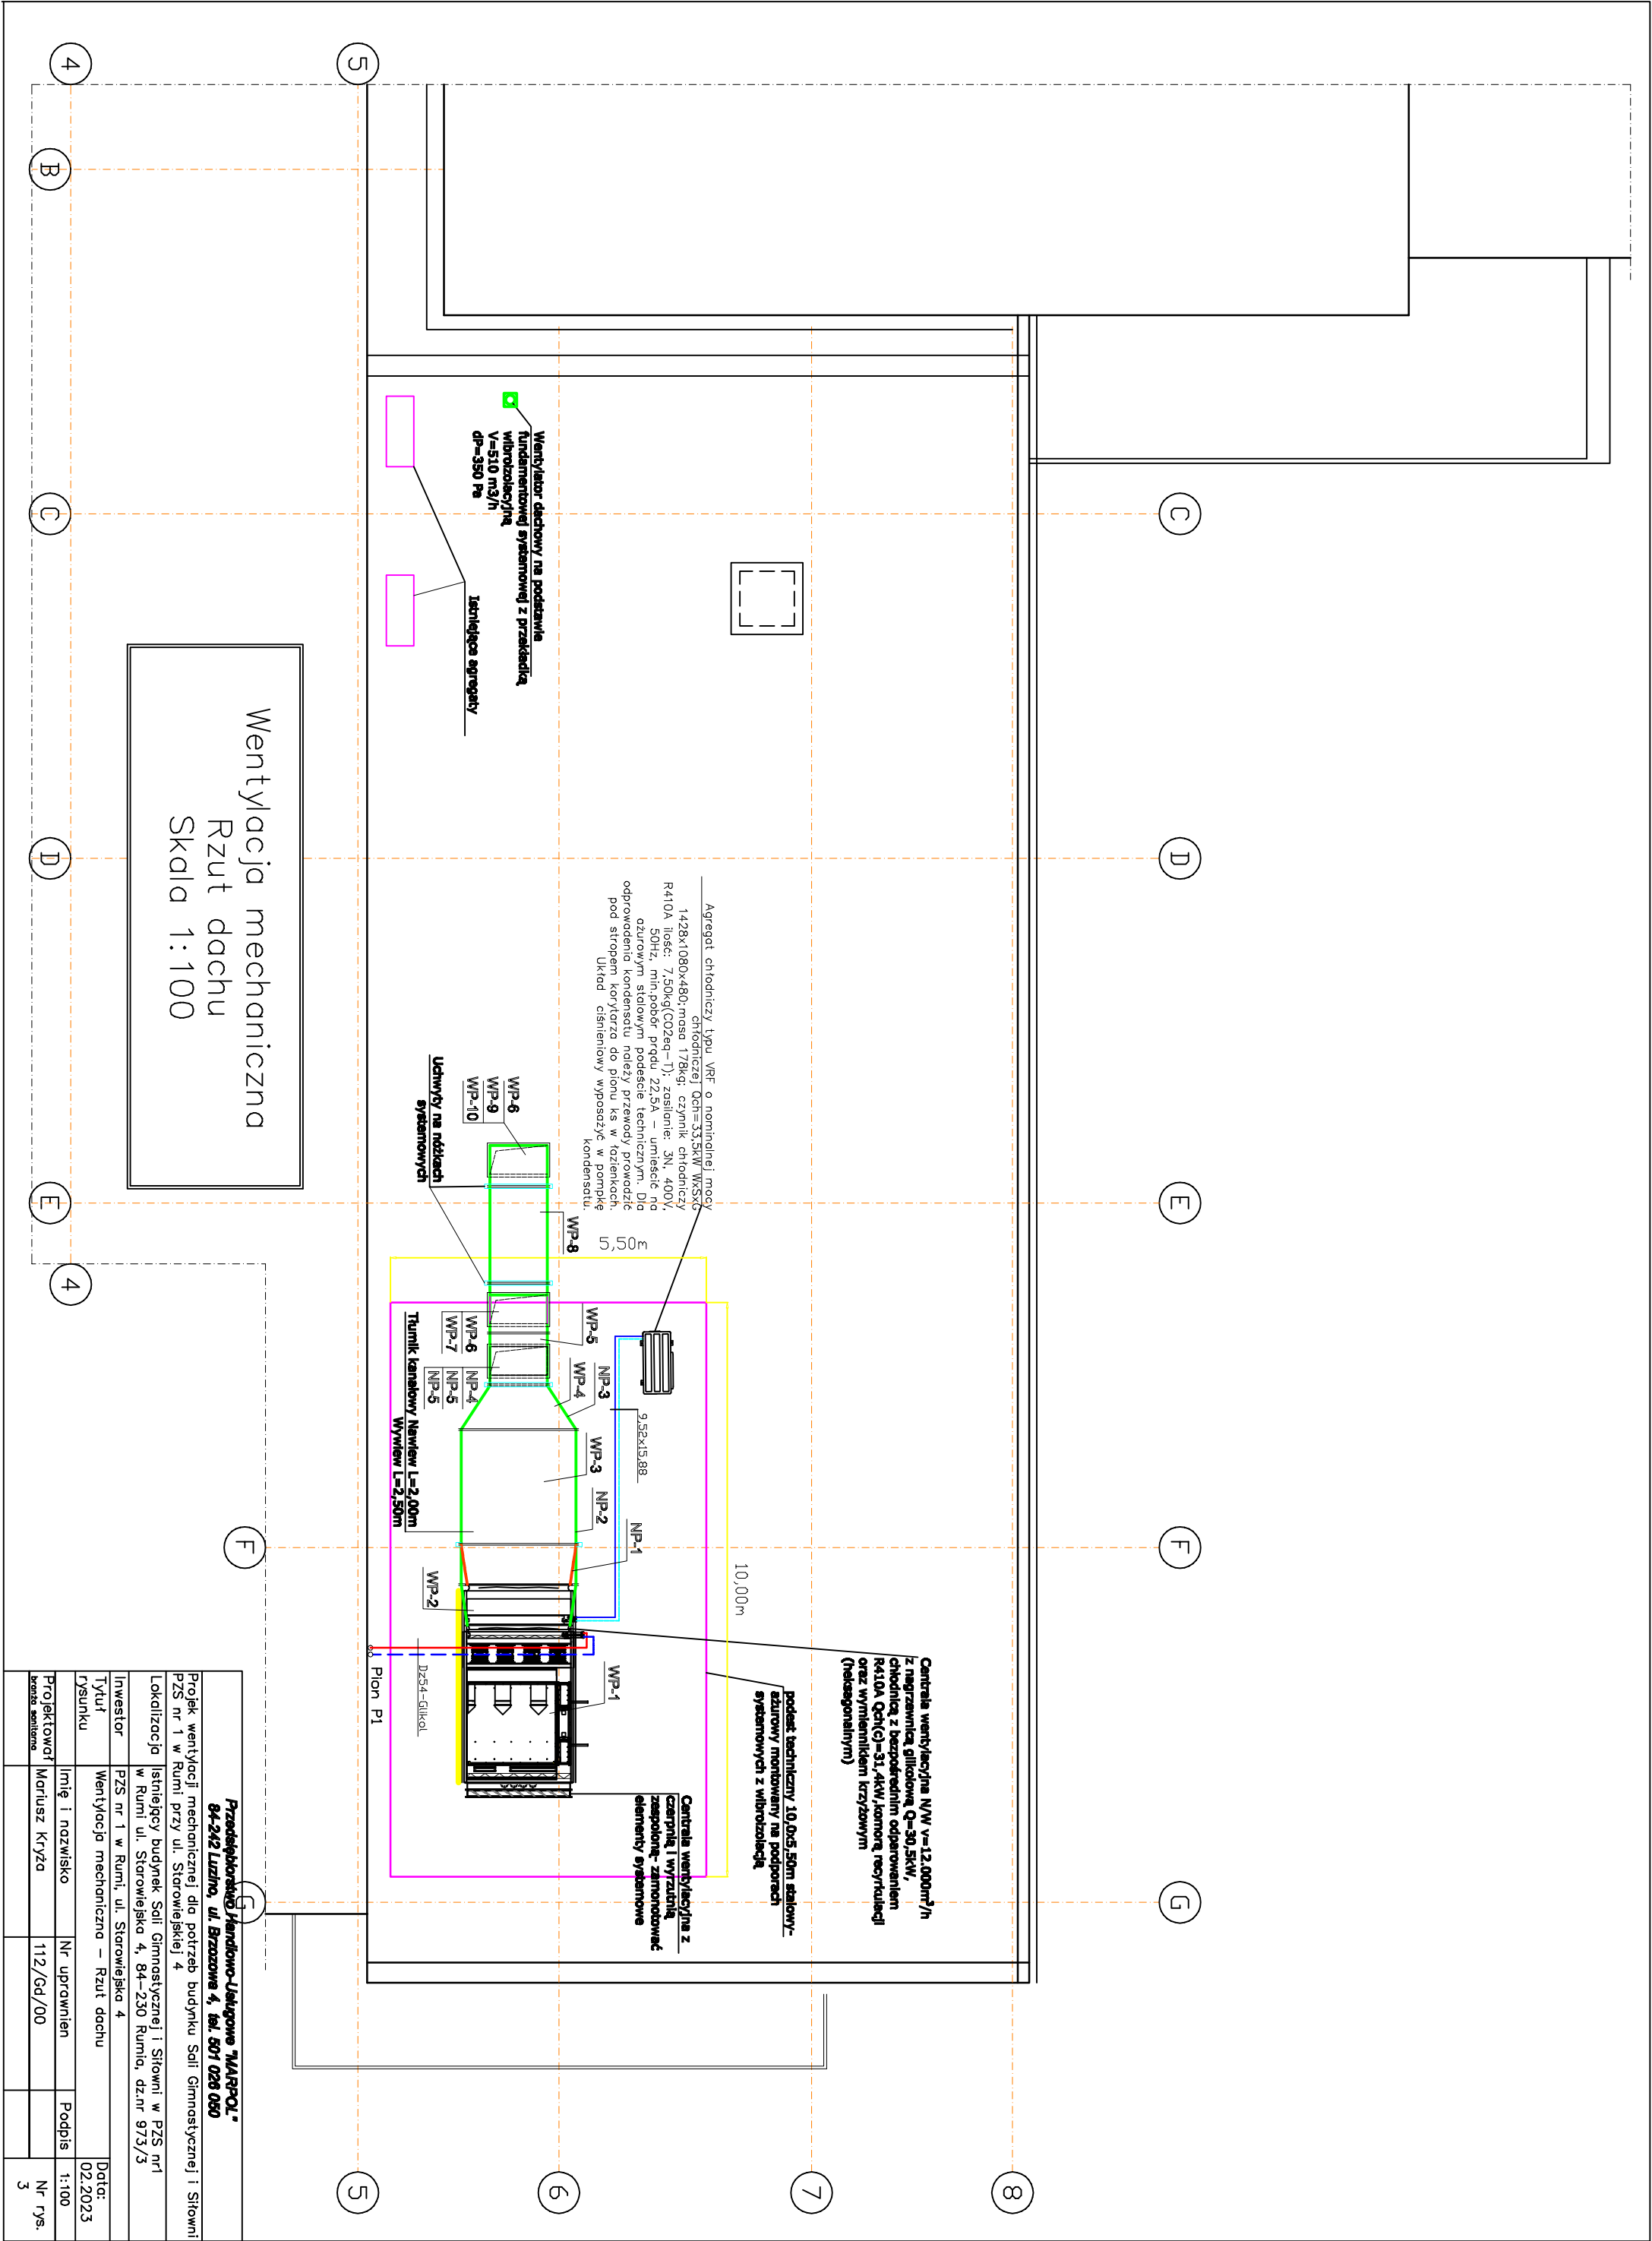 4
5
B
C
D
E
4
F
G
C
D
E
F
G
5
6
7
8
Wentylator dachowy na podstawie
fundamentowej systemowej z przekładką
wibroizolacyjną
V=510 m3/h
dP=350 Pa
Istniejące agregaty
Wentylacja mechaniczna
Rzut dachu
Skala 1:100
Agregat chłodniczy typu VRF o nominalnej mocy
chłodniczej Qch=33,5kW WxSxG
1428x1080x480;masa 178kg; czynnik chłodniczy
R410A ilość: 7,50kg(CO2eq-T); zasilanie: 3N, 400V,
50Hz, min.pobór prądu 22,5A - umieścić na
ażurowym stalowym podeście technicznym. Dla
odprowadenia kondensatu należy przewody prowadzić
pod stropem korytarza do pionu ks w łazienkach.
Układ ciśnieniowy wyposażyć w pompkę
kondensatu.
5,50m
10,00m
WP-6
WP-9
WP-10
Uchwyty na nóżkach
systemowych
WP-8
WP-5
WP-6
WP-7
NP-4
NP-5
NP-5
WP-4
NP-3
9,52x15,88
WP-3
NP-2
NP-1
Tłumik kanałowy Nawiew L=2,00m
Wywiew L=2,50m
WP-2
WP-1
Dz54-Glikol
Pion P1
Centrala wentylacyjna N/W v=12.000m³/h
z nagrzewnicą glikolową Q=30,5kW,
chłodnicą z bezpośrednim odparowaniem
R410A Qch(c)=31,4kW,komorą recyrkulacji
oraz wymiennikiem krzyżowym
(heksagonalnym)
podest techniczny 10,0x5,50m stalowy-
ażurowy montowany na podporach
systemowych z wibroizolacją
Centrala wentylacyjna z
czerpnią i wyrzutnią
zespoloną- zamonotować
elementy systemowe
Przedsiębiorstwo Handlowo-Usługowe "MARPOL"
84-242 Luzino, ul. Brzozowa 4, tel. 501 026 050
Projek wentylacji mechanicznej dla potrzeb budynku Sali Gimnastycznej i Siłowni
PZS nr 1 w Rumi przy ul. Starowiejskiej 4
Lokalizacja Istniejący budynek Sali Gimnastycznej i Siłowni w PZS nr1
w Rumi ul. Starowiejska 4, 84-230 Rumia, dz.nr 973/3
Inwestor PZS nr 1 w Rumi, ul. Starowiejska 4
Tytuł rysunku Wentylacja mechaniczna - Rzut dachu
Data: 02.2023
Imię i nazwisko Nr uprawnien Podpis 1:100
Projektował branża sanitarna Mariusz Kryża 112/Gd/00
Nr rys. 3